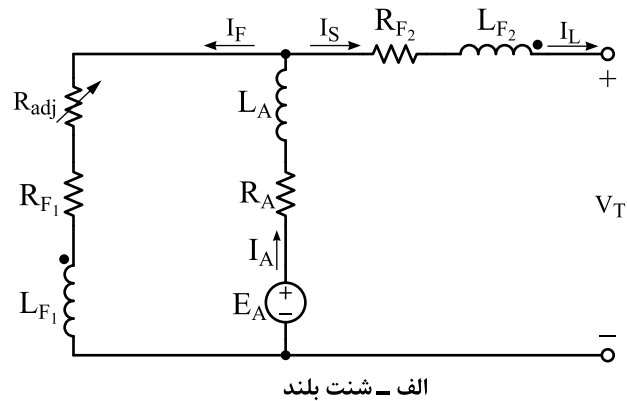 I_F I_S R_F₂ L_F₂ I_L
+
R_adj L_A
R_F₁ R_A V_T
I_A
L_F₁ E_A + −
−
الف ـ شنت بلند